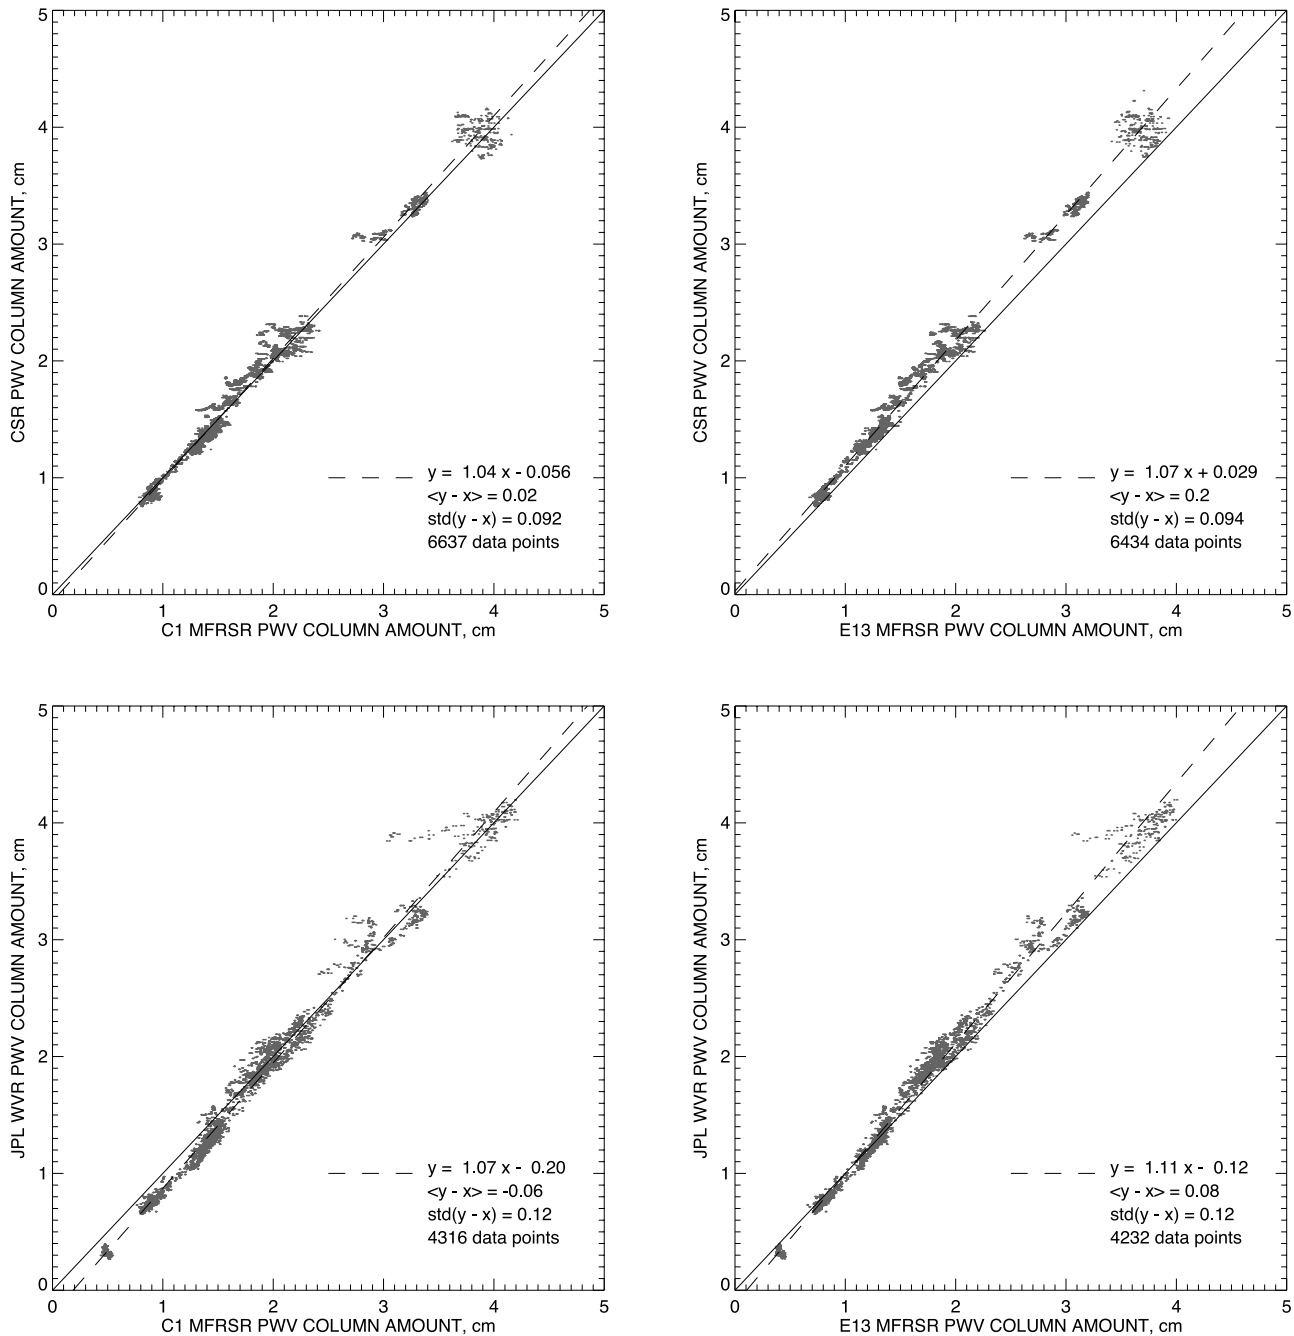 5
4
3
2
1
0
0 1 2 3 4 5
CSR PWV COLUMN AMOUNT, cm
C1 MFRSR PWV COLUMN AMOUNT, cm
y = 1.04 x - 0.056
<y - x> = 0.02
std(y - x) = 0.092
6637 data points
5
4
3
2
1
0
0 1 2 3 4 5
CSR PWV COLUMN AMOUNT, cm
E13 MFRSR PWV COLUMN AMOUNT, cm
y = 1.07 x + 0.029
<y - x> = 0.2
std(y - x) = 0.094
6434 data points
5
4
3
2
1
0
0 1 2 3 4 5
JPL WVR PWV COLUMN AMOUNT, cm
C1 MFRSR PWV COLUMN AMOUNT, cm
y = 1.07 x - 0.20
<y - x> = -0.06
std(y - x) = 0.12
4316 data points
5
4
3
2
1
0
0 1 2 3 4 5
JPL WVR PWV COLUMN AMOUNT, cm
E13 MFRSR PWV COLUMN AMOUNT, cm
y = 1.11 x - 0.12
<y - x> = 0.08
std(y - x) = 0.12
4232 data points